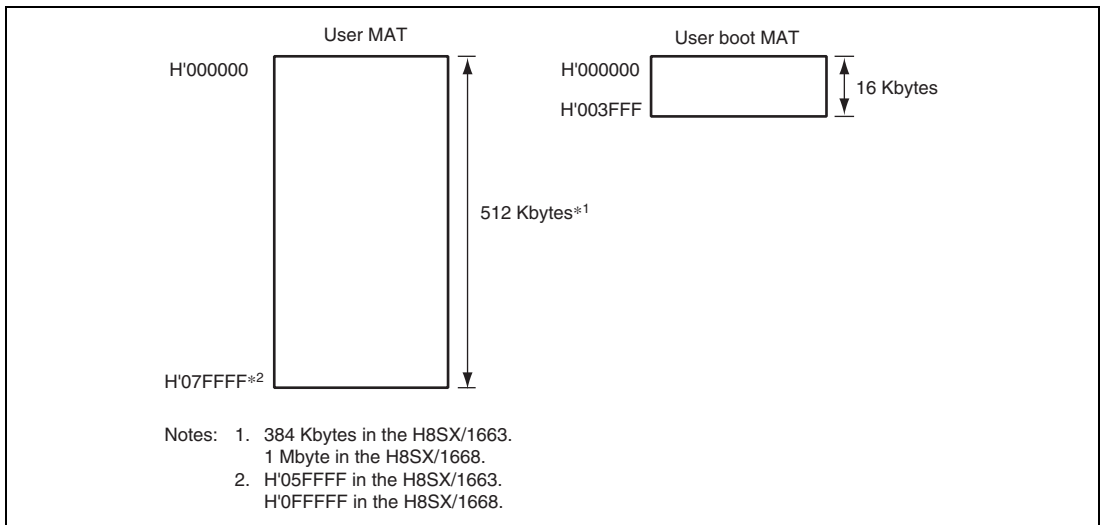 User MAT
H'000000
512 Kbytes*1
H'07FFFF*2
User boot MAT
H'000000
16 Kbytes
H'003FFF
Notes: 1. 384 Kbytes in the H8SX/1663.
1 Mbyte in the H8SX/1668.
2. H'05FFFF in the H8SX/1663.
H'0FFFFF in the H8SX/1668.